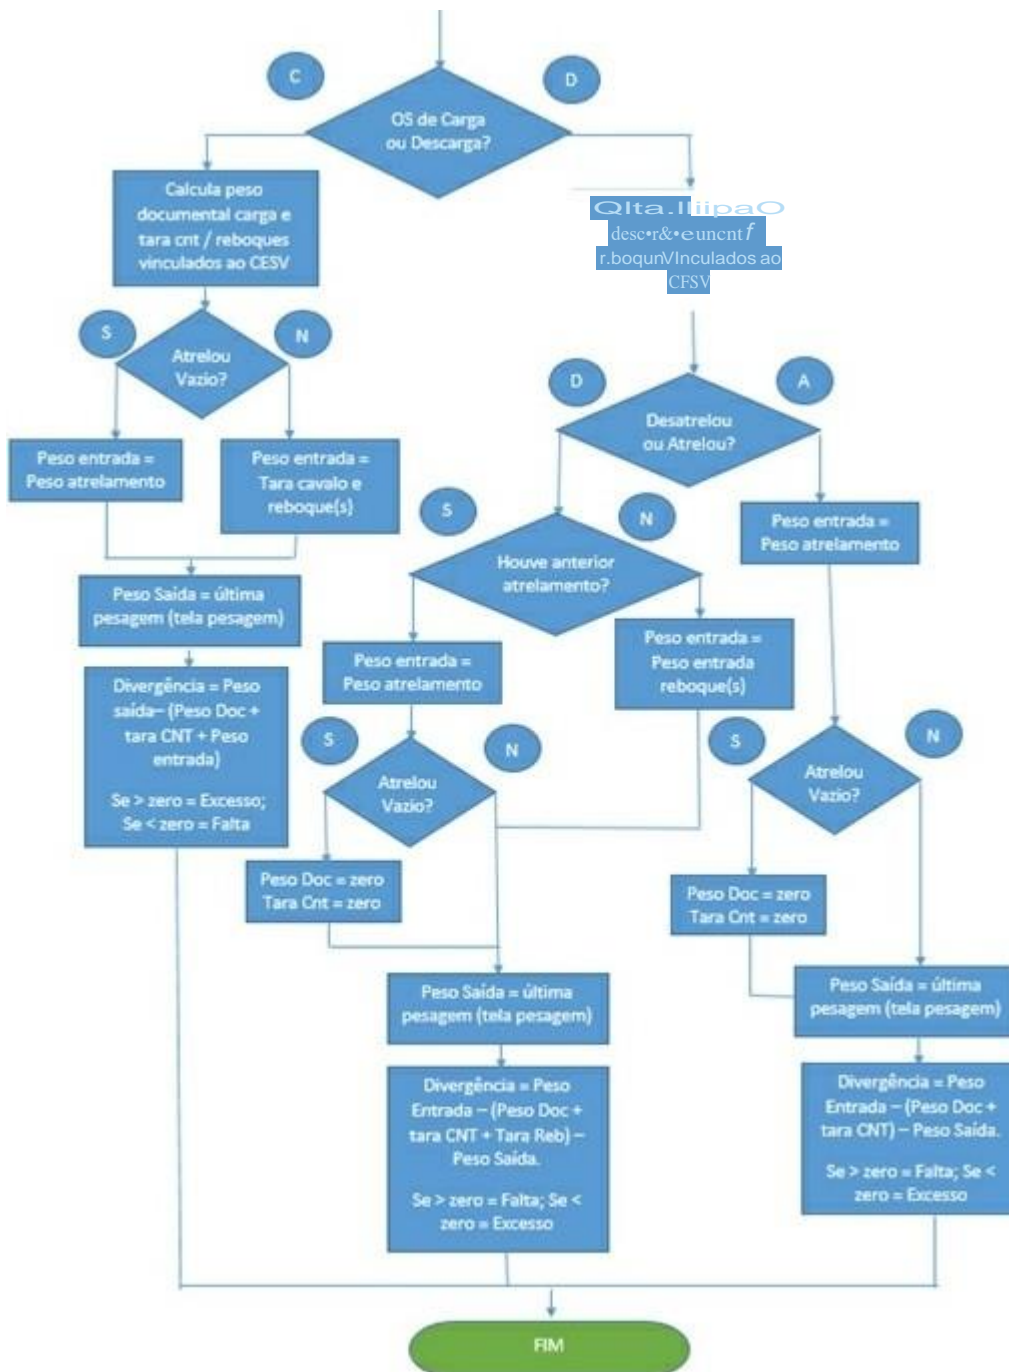 C
D
OS de Carga
ou Descarga?
Calcula peso
documental carga e
tara cnt / reboques
vinculados ao CESV
Qlta.lIiipaO
desc•r&•euncntf
r.boqunVInculados ao
CFSV
S
N
Atrelou
Vazio?
D
A
Desatrelou
ou Atrelou?
Peso entrada =
Peso atrelamento
Peso entrada =
Tara cavalo e
reboque(s)
S
N
Peso entrada =
Peso atrelamento
Houve anterior
atrelamento?
Peso Saída = última
pesagem (tela pesagem)
Peso entrada =
Peso atrelamento
Peso entrada =
Peso entrada
reboque(s)
Divergência = Peso
saída– (Peso Doc +
tara CNT + Peso
entrada)
Se > zero = Excesso;
Se < zero = Falta
S
N
Atrelou
Vazio?
S
N
Atrelou
Vazio?
Peso Doc = zero
Tara Cnt = zero
Peso Doc = zero
Tara Cnt = zero
Peso Saída = última
pesagem (tela pesagem)
Peso Saída = última
pesagem (tela pesagem)
Divergência = Peso
Entrada – (Peso Doc +
tara CNT + Tara Reb) –
Peso Saída.
Se > zero = Falta; Se <
zero = Excesso
Divergência = Peso
Entrada – (Peso Doc +
tara CNT) – Peso Saída.
Se > zero = Falta; Se <
zero = Excesso
FIM